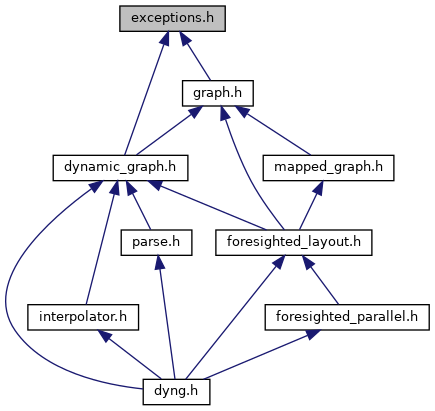 exceptions.h
graph.h
dynamic_graph.h
mapped_graph.h
parse.h
foresighted_layout.h
interpolator.h
foresighted_parallel.h
dyng.h